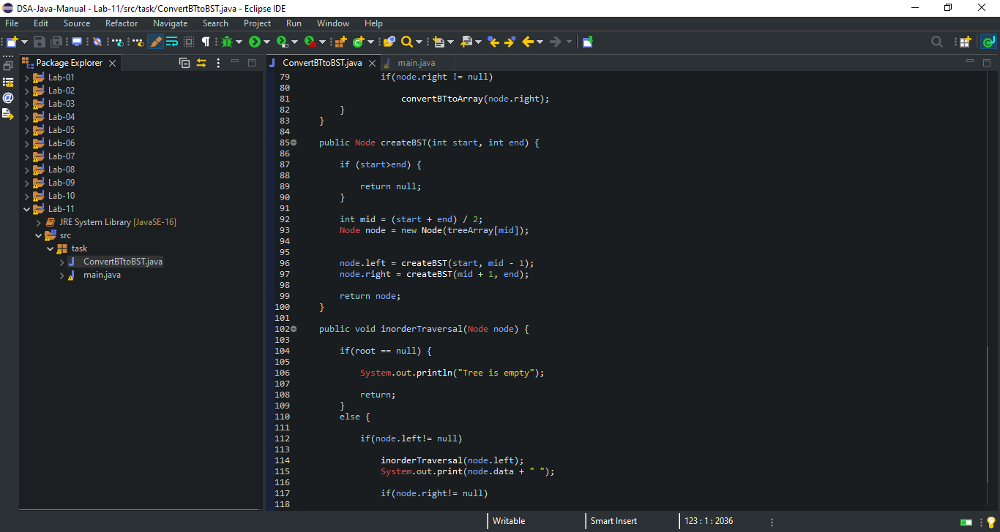 DSA-Java-Manual - Lab-11/src/task/ConvertBTtoBST.java - Eclipse IDE
File Edit Source Refactor Navigate Search Project Run Window Help
Package Explorer
Lab-01
Lab-02
Lab-03
Lab-04
Lab-05
Lab-06
Lab-07
Lab-08
Lab-09
Lab-10
Lab-11
JRE System Library [JavaSE-16]
src
task
ConvertBTtoBST.java
main.java
ConvertBTtoBST.java main.java
79 if(node.right != null)
80
81 convertBTtoArray(node.right);
82 }
83 }
84
85 public Node createBST(int start, int end) {
86
87 if (start>end) {
88
89 return null;
90 }
91
92 int mid = (start + end) / 2;
93 Node node = new Node(treeArray[mid]);
94
95
96 node.left = createBST(start, mid - 1);
97 node.right = createBST(mid + 1, end);
98
99 return node;
100 }
101
102 public void inorderTraversal(Node node) {
103
104 if(root == null) {
105
106 System.out.println("Tree is empty");
107
108 return;
109 }
110 else {
111
112 if(node.left!= null)
113
114 inorderTraversal(node.left);
115 System.out.print(node.data + " ");
116
117 if(node.right!= null)
118
Writable Smart Insert 123 : 1 : 2036